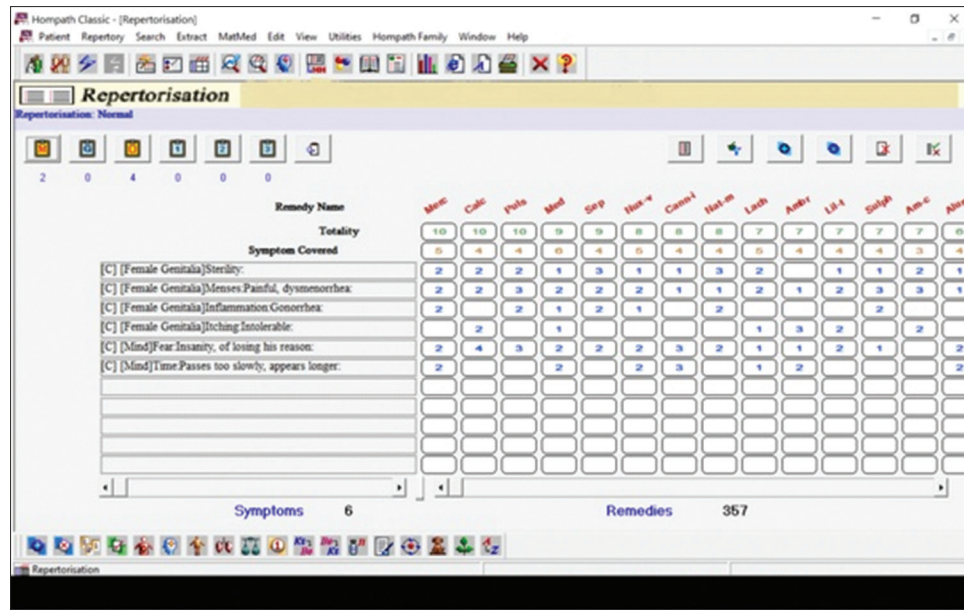 Hompath Classic - [Repertorisation]
Patient Repertory Search Extract MatMed Edit View Utilities Hompath Family Window Help
Repertorisation
Repertorisation: Normal
2 0 4 0 0 0
Remedy Name Merc Calc Puls Med Sep Nux-v Cann-i Nat-m Lach Ambr Lil-t Sulph Am-c
Totality 10 10 10 9 9 8 8 8 7 7 7 7 7 6
Symptom Covered 5 4 4 6 4 5 4 4 5 4 4 4 3 4
[C] [Female Genitalia]Sterility: 2 2 2 1 3 1 1 3 2 1 1 2 1
[C] [Female Genitalia]Menses:Painful, dysmenorrhea: 2 2 3 2 2 2 1 1 2 1 2 3 3 1
[C] [Female Genitalia]Inflammation:Gonorrhea: 2 2 1 2 1 2 2
[C] [Female Genitalia]Itching:Intolerable: 2 1 1 3 2 2
[C] [Mind]Fear:Insanity, of losing his reason: 2 4 3 2 2 2 3 2 1 1 2 1 2
[C] [Mind]Time:Passes too slowly, appears longer: 2 2 2 3 1 2 2
Symptoms 6 Remedies 357
Repertorisation